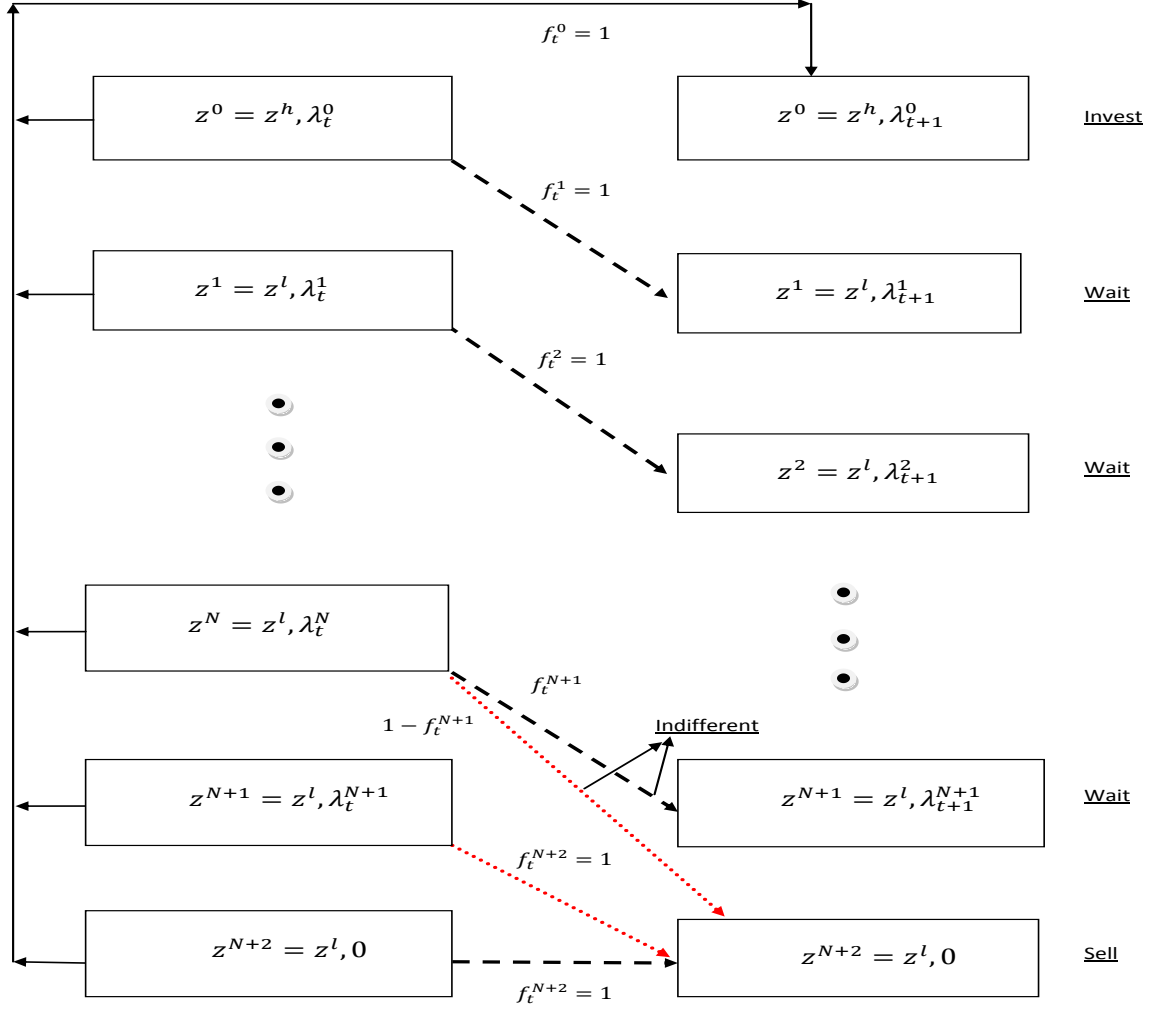 f_t^0 = 1
z^0 = z^h, λ_t^0
z^0 = z^h, λ_{t+1}^0
Invest
f_t^1 = 1
z^1 = z^l, λ_t^1
z^1 = z^l, λ_{t+1}^1
Wait
f_t^2 = 1
z^2 = z^l, λ_{t+1}^2
Wait
z^N = z^l, λ_t^N
f_t^{N+1}
1 − f_t^{N+1}
Indifferent
z^{N+1} = z^l, λ_t^{N+1}
z^{N+1} = z^l, λ_{t+1}^{N+1}
Wait
f_t^{N+2} = 1
z^{N+2} = z^l, 0
z^{N+2} = z^l, 0
Sell
f_t^{N+2} = 1